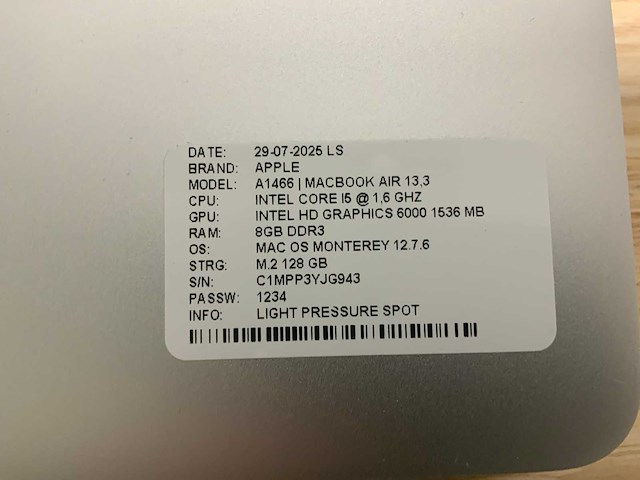 DATE: 29-07-2025 LS
BRAND: APPLE
MODEL: A1466 | MACBOOK AIR 13,3
CPU: INTEL CORE I5 @ 1,6 GHZ
GPU: INTEL HD GRAPHICS 6000 1536 MB
RAM: 8GB DDR3
OS: MAC OS MONTEREY 12.7.6
STRG: M.2 128 GB
S/N: C1MPP3YJG943
PASSW: 1234
INFO: LIGHT PRESSURE SPOT